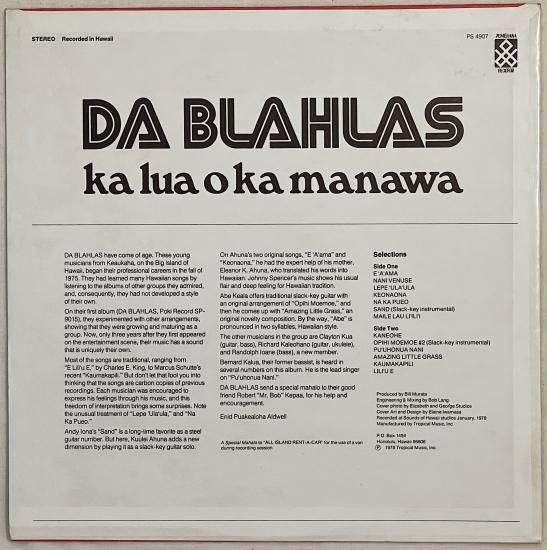 STEREO Recorded in Hawaii
PS 4907
DA BLAHLAS
ka lua o ka manawa
DA BLAHLAS have come of age. These young
musicians from Keaukaha, on the Big Island of
Hawaii, began their professional careers in the fall of
1975. They had learned many Hawaiian songs by
listening to the albums of other groups they admired,
and, consequently, they had not developed a style
of their own.
On their first album (DA BLAHLAS, Poki Record SP-
9015), they experimented with other arrangements,
showing that they were growing and maturing as a
group. Now, only three years after they first appeared
on the entertainment scene, their music has a sound
that is uniquely their own.
Most of the songs are traditional, ranging from
"E Lili'u E," by Charles E. King, to Marcus Schutte's
recent "Kaumakapili." But don't let that fool you into
thinking that the songs are carbon copies of previous
recordings. Each musician was encouraged to
express his feelings through his music, and this
freedom of interpretation brings some surprises. Note
the unusual treatment of "Lepe 'Ula'ula," and "Na
Ka Pueo."
Andy Iona's "Sand" is a long-time favorite as a steel
guitar number. But here, Kuulei Ahuna adds a new
dimension by playing it as a slack-key guitar solo.
On Ahuna's two original songs, "E 'A'ama" and
"Keonaona," he had the expert help of his mother,
Eleanor K. Ahuna, who translated his words into
Hawaiian. Johnny Spencer's music shows his usual
flair and deep feeling for Hawaiian tradition.
Abe Keala offers traditional slack-key guitar with
an original arrangement of "Opihi Moemoe," and
then he comes up with "Amazing Little Grass," an
original novelty composition. By the way, "Abe" is
pronounced in two syllables, Hawaiian style.
The other musicians in the group are Clayton Kua
(guitar, bass), Richard Kaleohano (guitar, ukulele),
and Randolph Ioane (bass), a new member.
Bernard Kalua, their former bassist, is heard in
several numbers on this album. He is the lead singer
on "Pu'uhonua Nani."
DA BLAHLAS send a special mahalo to their good
friend Robert "Mr. Bob" Kepaa, for his help and
encouragement.
Enid Puakealoha Aldwell
A Special Mahalo to "ALL ISLAND RENT-A-CAR" for the use of a van
during recording session.
Selections
Side One
E 'A'AMA
NANI VENUSE
LEPE 'ULA'ULA
KEONAONA
NA KA PUEO
SAND (Slack-key instrumental)
MAILE LAU LI'ILI'I
Side Two
KANEOHE
OPIHI MOEMOE #2 (Slack-key instrumental)
PU'UHONUA NANI
AMAZING LITTLE GRASS
KAUMAKAPILI
LILI'U E
Produced by Bill Murata
Engineering & Mixing by Bob Lang
Cover photo by Elizabeth and George Studios
Cover Art and Design by
Recorded at Sounds of Hawaii studios January, 1978
Manufactured by Tropical Music, Inc
P.O. Box 1494
Honolulu, Hawaii
Ⓟ 1978 Tropical Music, Inc.